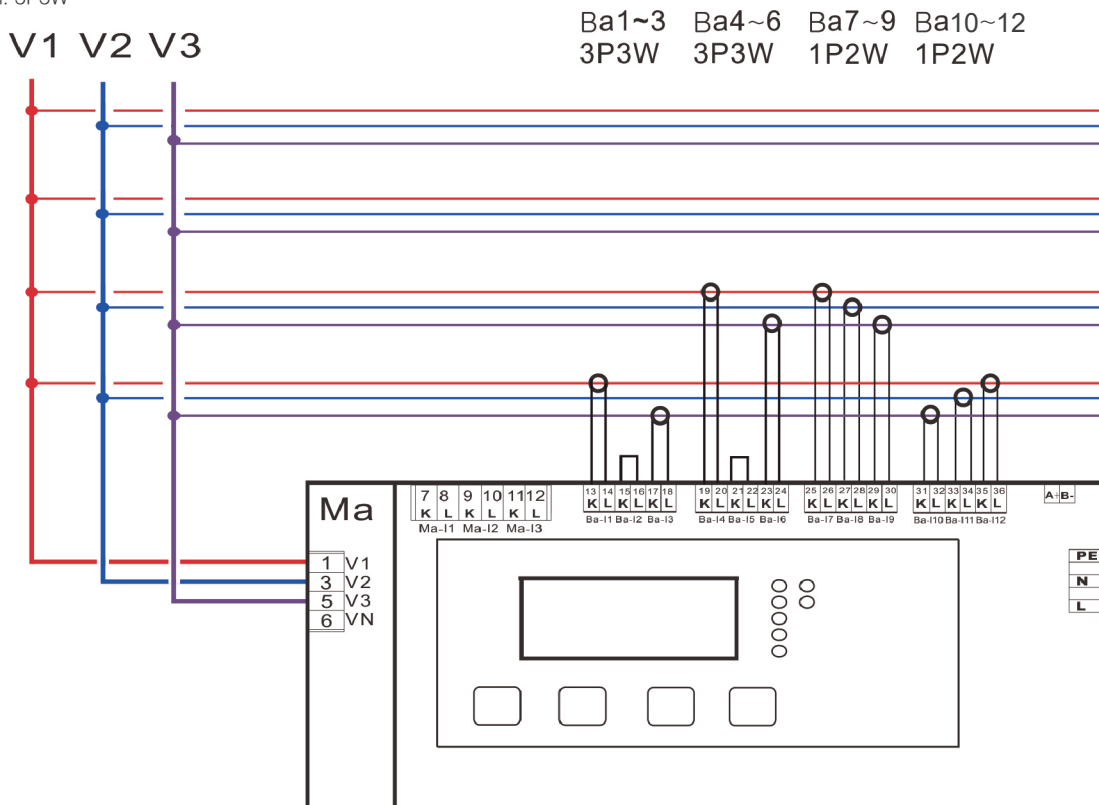 V1 V2 V3
Ba1~3 Ba4~6 Ba7~9 Ba10~12
3P3W 3P3W 1P2W 1P2W
Ma
7 8 9 10 11 12
K L K L K L
Ma-I1 Ma-I2 Ma-I3
13 14 15 16 17 18
K L K L K L
Ba-I1 Ba-I2 Ba-I3
19 20 21 22 23 24
K L K L K L
Ba-I4 Ba-I5 Ba-I6
25 26 27 28 29 30
K L K L K L
Ba-I7 Ba-I8 Ba-I9
31 32 33 34 35 36
K L K L K L
Ba-I10 Ba-I11 Ba-I12
A+ B-
1 V1
3 V2
5 V3
6 VN
PE
N
L